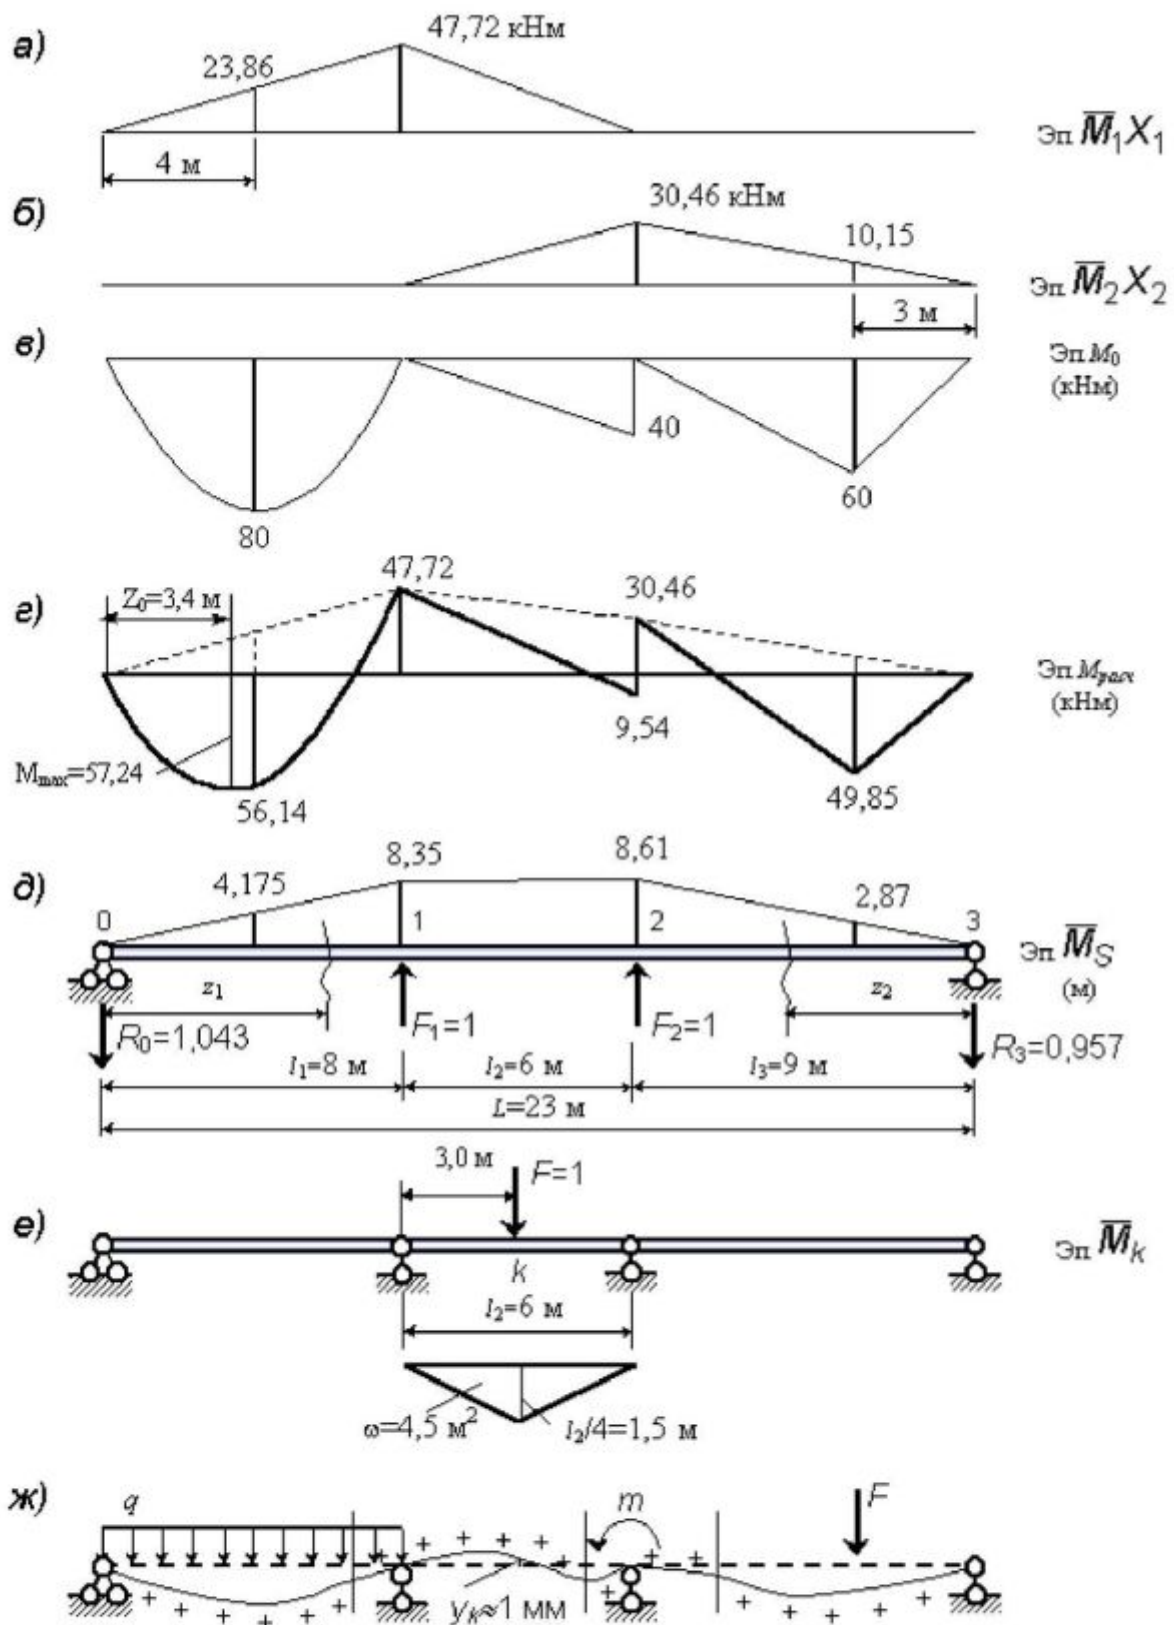 а)
47,72 кНм
23,86
4 м
Эп M̅₁X₁
б)
30,46 кНм
10,15
3 м
Эп M̅₂X₂
в)
Эп M₀
(кНм)
40
60
80
г)
Z₀=3,4 м
47,72
30,46
Эп Mрасч
(кНм)
9,54
Mmax=57,24
56,14
49,85
д)
8,35
8,61
4,175
2,87
0
1
2
3
Эп M̅S
(м)
z₁
z₂
R₀=1,043
F₁=1
F₂=1
R₃=0,957
l₁=8 м
l₂=6 м
l₃=9 м
L=23 м
е)
3,0 м
F=1
Эп M̅k
k
l₂=6 м
ω=4,5 м²
l₂/4=1,5 м
ж)
q
m
F
+ + + + + + + +
+ + + + + + + + + +
yₖ≈1 мм